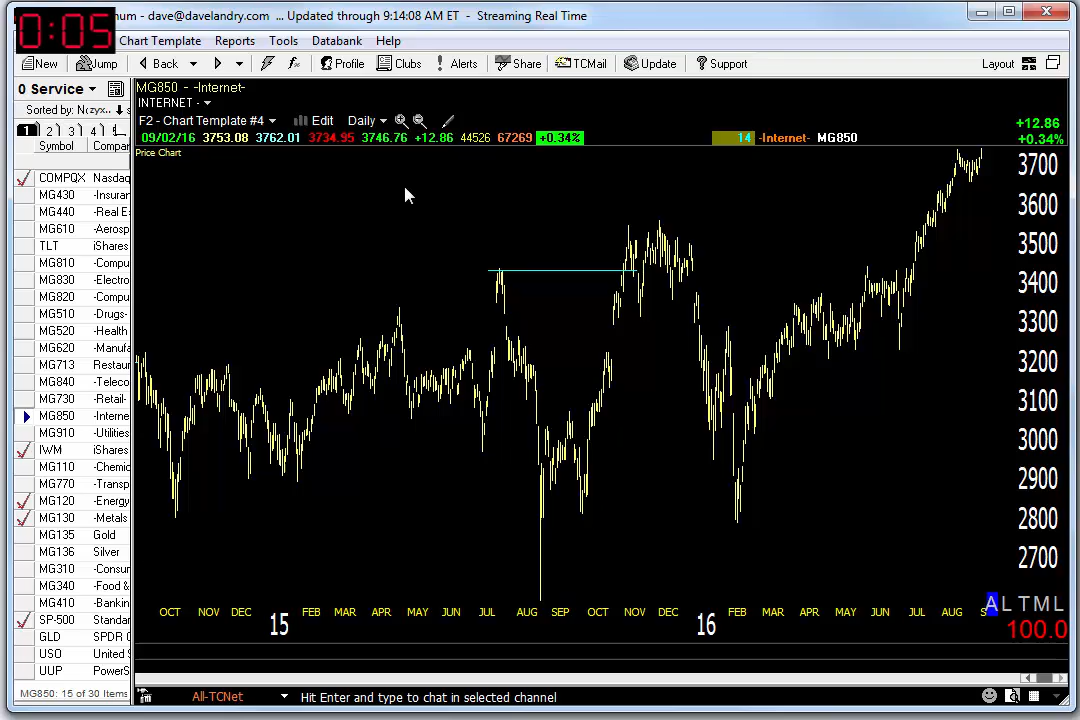 0:05
num - dave@davelandry.com ... Updated through 9:14:08 AM ET - Streaming Real Time
Chart Template Reports Tools Databank Help
New Jump Back Profile Clubs Alerts Share TCMail Update Support Layout
0 Service
MG850 - -Internet-
INTERNET -
Sorted by:
F2 - Chart Template #4 Edit Daily
1 2 3 4
09/02/16 3753.08 3762.01 3734.95 3746.76 +12.86 44526 67269 +0.34% 14 -Internet- MG850
+12.86
+0.34%
Symbol Compar
Price Chart
COMPQX Nasdaq
MG430 -Insurar
MG440 -Real Es
MG610 -Aerosp
TLT iShares
MG810 -Compu
MG830 -Electro
MG820 -Compu
MG510 -Drugs-
MG520 -Health
MG620 -Manufa
MG713 Restaur
MG840 -Teleco
MG730 -Retail-
MG850 -Interne
MG910 -Utilities
IWM iShares
MG110 -Chemic
MG770 -Transp
MG120 -Energy
MG130 -Metals
MG135 Gold
MG136 Silver
MG310 -Consun
MG340 -Food &
MG410 -Bankin
SP-500 Standar
GLD SPDR G
USO United S
UUP PowerS
3700
3600
3500
3400
3300
3200
3100
3000
2900
2800
2700
OCT NOV DEC 15 FEB MAR APR MAY JUN JUL AUG SEP OCT NOV DEC 16 FEB MAR APR MAY JUN JUL AUG S
A L T M L
100.0
MG850: 15 of 30 Items
All-TCNet Hit Enter and type to chat in selected channel